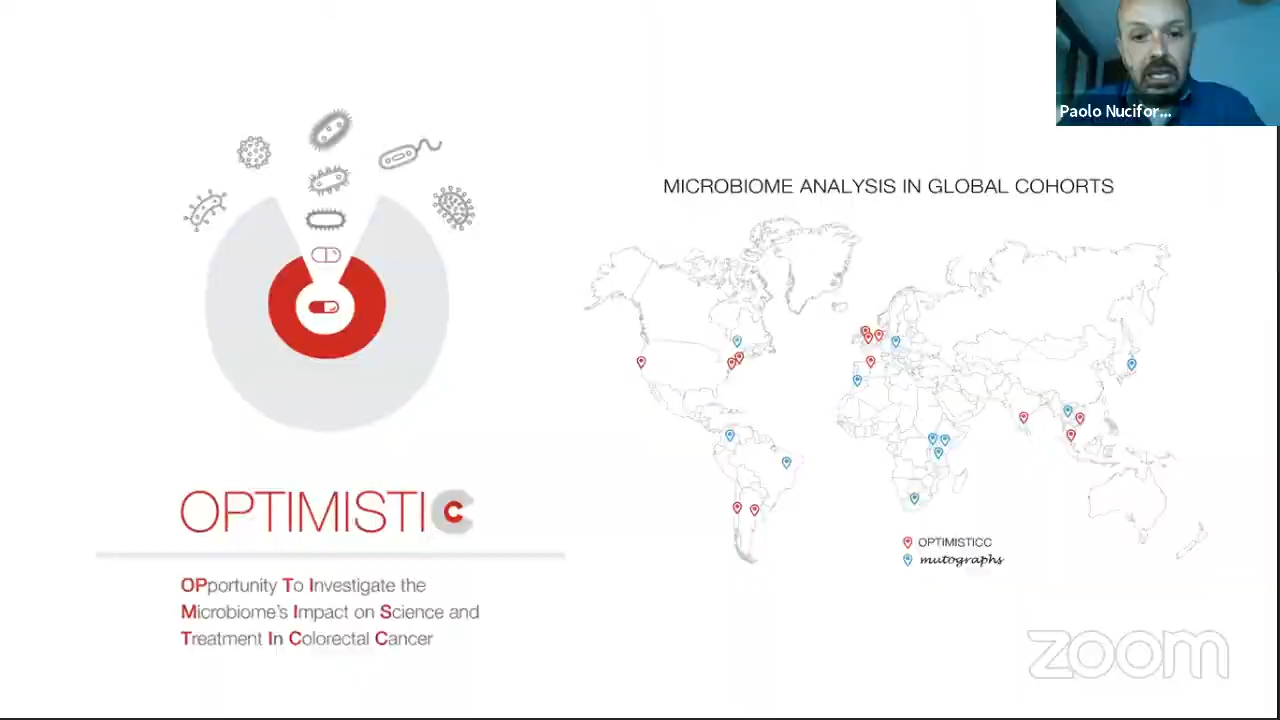 Paolo Nucifor...
MICROBIOME ANALYSIS IN GLOBAL COHORTS
OPTIMISTICC
mutographs
OPTIMISTIC
OPportunity To Investigate the
Microbiome's Impact on Science and
Treatment In Colorectal Cancer
zoom